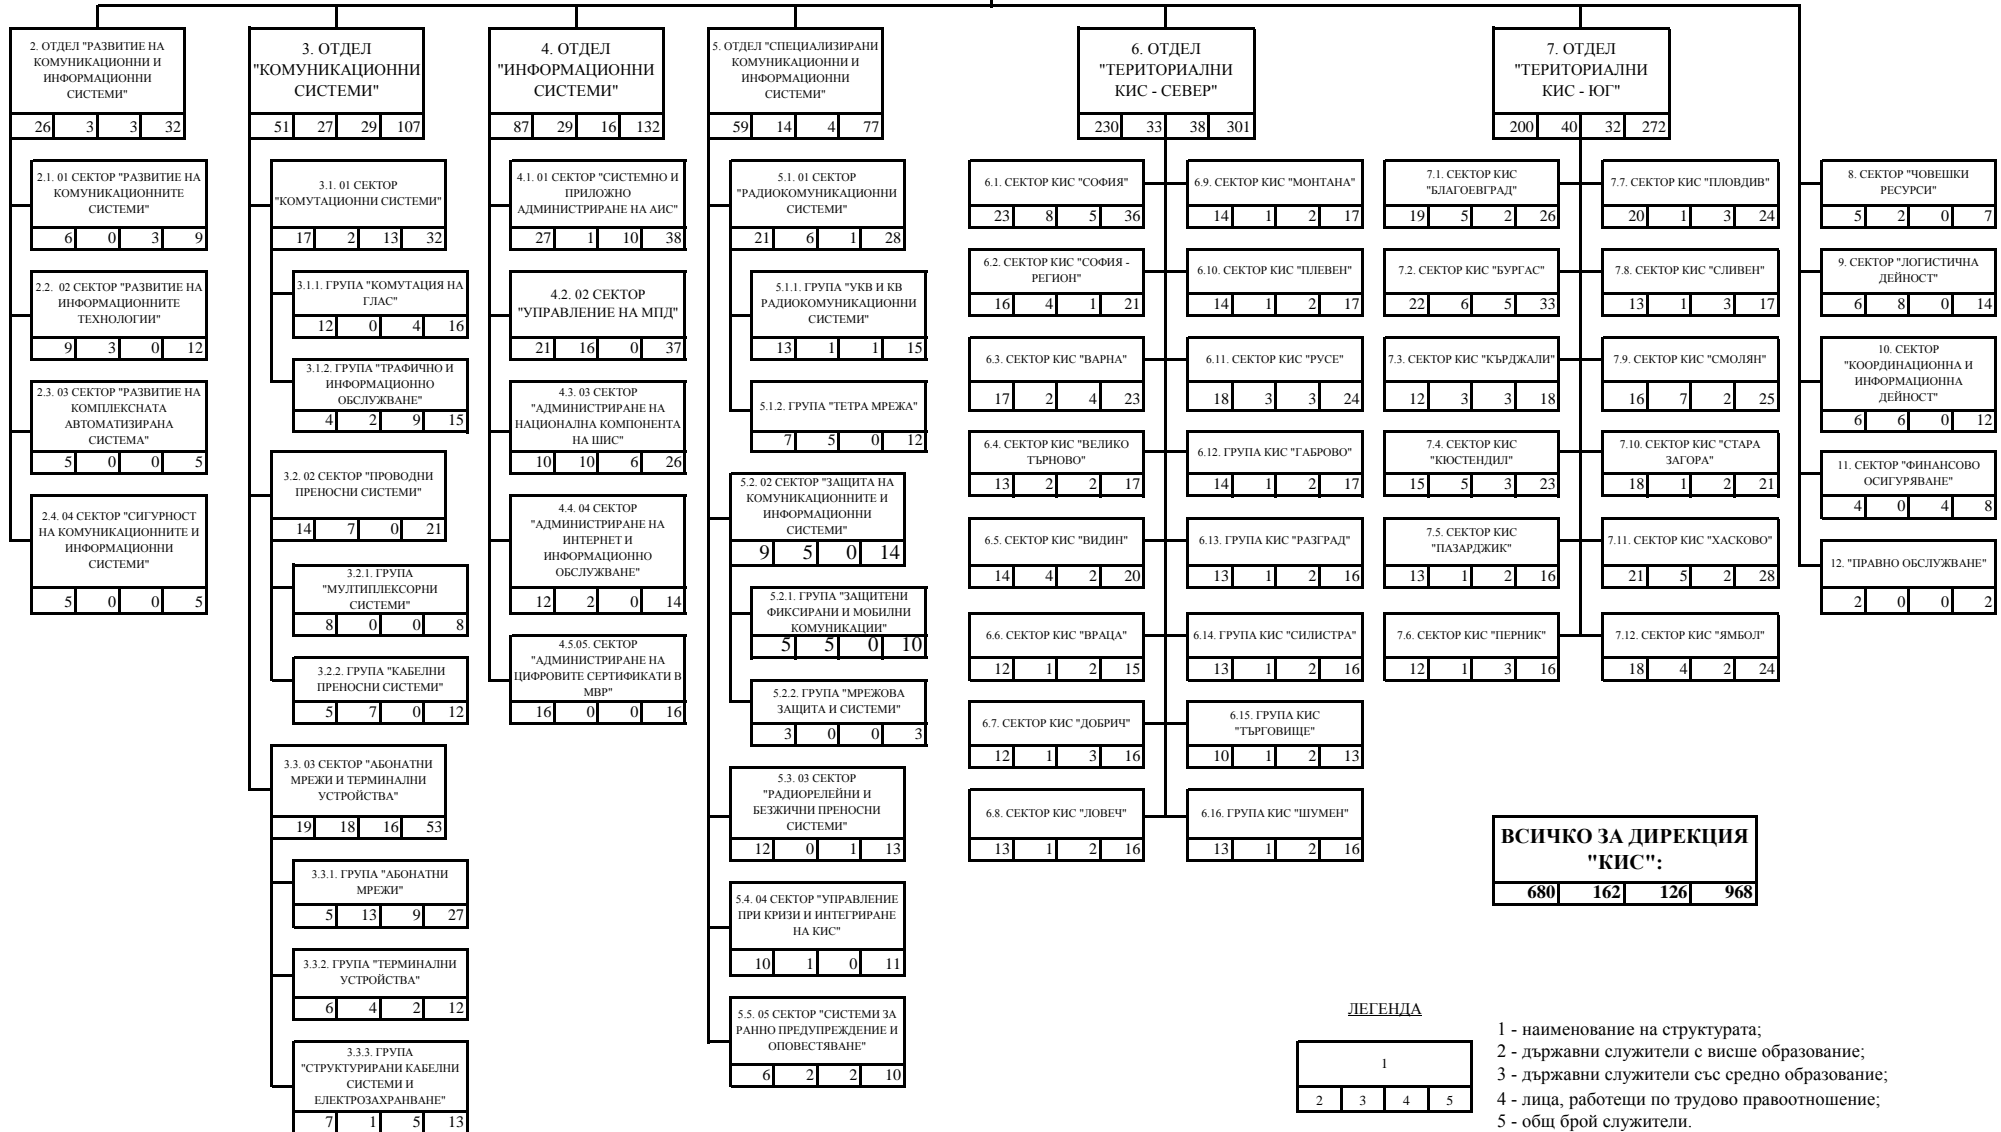 2. ОТДЕЛ "РАЗВИТИЕ НА
КОМУНИКАЦИОННИ И
ИНФОРМАЦИОННИ
СИСТЕМИ"
26 3 3 32
2.1. 01 СЕКТОР "РАЗВИТИЕ НА
КОМУНИКАЦИОННИТЕ
СИСТЕМИ"
6 0 3 9
2.2. 02 СЕКТОР "РАЗВИТИЕ НА
ИНФОРМАЦИОННИТЕ
ТЕХНОЛОГИИ"
9 3 0 12
2.3. 03 СЕКТОР "РАЗВИТИЕ НА
КОМПЛЕКСНАТА
АВТОМАТИЗИРАНА
СИСТЕМА"
5 0 0 5
2.4. 04 СЕКТОР "СИГУРНОСТ
НА КОМУНИКАЦИОННИТЕ И
ИНФОРМАЦИОННИ
СИСТЕМИ"
5 0 0 5
3. ОТДЕЛ
"КОМУНИКАЦИОННИ
СИСТЕМИ"
51 27 29 107
3.1. 01 СЕКТОР
"КОМУТАЦИОННИ СИСТЕМИ"
17 2 13 32
3.1.1. ГРУПА "КОМУТАЦИЯ НА
ГЛАС"
12 0 4 16
3.1.2. ГРУПА "ТРАФИЧНО И
ИНФОРМАЦИОННО
ОБСЛУЖВАНЕ"
4 2 9 15
3.2. 02 СЕКТОР "ПРОВОДНИ
ПРЕНОСНИ СИСТЕМИ"
14 7 0 21
3.2.1. ГРУПА
"МУЛТИПЛЕКСОРНИ
СИСТЕМИ"
8 0 0 8
3.2.2. ГРУПА "КАБЕЛНИ
ПРЕНОСНИ СИСТЕМИ"
5 7 0 12
3.3. 03 СЕКТОР "АБОНАТНИ
МРЕЖИ И ТЕРМИНАЛНИ
УСТРОЙСТВА"
19 18 16 53
3.3.1. ГРУПА "АБОНАТНИ
МРЕЖИ"
5 13 9 27
3.3.2. ГРУПА "ТЕРМИНАЛНИ
УСТРОЙСТВА"
6 4 2 12
3.3.3. ГРУПА
"СТРУКТУРИРАНИ КАБЕЛНИ
СИСТЕМИ И
ЕЛЕКТРОЗАХРАНВАНЕ"
7 1 5 13
4. ОТДЕЛ
"ИНФОРМАЦИОННИ
СИСТЕМИ"
87 29 16 132
4.1. 01 СЕКТОР "СИСТЕМНО И
ПРИЛОЖНО
АДМИНИСТРИРАНЕ НА АИС"
27 1 10 38
4.2. 02 СЕКТОР
"УПРАВЛЕНИЕ НА МПД"
21 16 0 37
4.3. 03 СЕКТОР
"АДМИНИСТРИРАНЕ НА
НАЦИОНАЛНА КОМПОНЕНТА
НА ШИС"
10 10 6 26
4.4. 04 СЕКТОР
"АДМИНИСТРИРАНЕ НА
ИНТЕРНЕТ И
ИНФОРМАЦИОННО
ОБСЛУЖВАНЕ"
12 2 0 14
4.5.05. СЕКТОР
"АДМИНИСТРИРАНЕ НА
ЦИФРОВИТЕ СЕРТИФИКАТИ В
МВР"
16 0 0 16
5. ОТДЕЛ "СПЕЦИАЛИЗИРАНИ
КОМУНИКАЦИОННИ И
ИНФОРМАЦИОННИ
СИСТЕМИ"
59 14 4 77
5.1. 01 СЕКТОР
"РАДИОКОМУНИКАЦИОННИ
СИСТЕМИ"
21 6 1 28
5.1.1. ГРУПА "УКВ И КВ
РАДИОКОМУНИКАЦИОННИ
СИСТЕМИ"
13 1 1 15
5.1.2. ГРУПА "ТЕТРА МРЕЖА"
7 5 0 12
5.2. 02 СЕКТОР "ЗАЩИТА НА
КОМУНИКАЦИОННИТЕ И
ИНФОРМАЦИОННИ
СИСТЕМИ"
9 5 0 14
5.2.1. ГРУПА "ЗАЩИТЕНИ
ФИКСИРАНИ И МОБИЛНИ
КОМУНИКАЦИИ"
5 5 0 10
5.2.2. ГРУПА "МРЕЖОВА
ЗАЩИТА И СИСТЕМИ"
3 0 0 3
5.3. 03 СЕКТОР
"РАДИОРЕЛЕЙНИ И
БЕЗЖИЧНИ ПРЕНОСНИ
СИСТЕМИ"
12 0 1 13
5.4. 04 СЕКТОР "УПРАВЛЕНИЕ
ПРИ КРИЗИ И ИНТЕГРИРАНЕ
НА КИС"
10 1 0 11
5.5. 05 СЕКТОР "СИСТЕМИ ЗА
РАННО ПРЕДУПРЕЖДЕНИЕ И
ОПОВЕСТЯВАНЕ"
6 2 2 10
6. ОТДЕЛ
"ТЕРИТОРИАЛНИ
КИС - СЕВЕР"
230 33 38 301
6.1. СЕКТОР КИС "СОФИЯ"
23 8 5 36
6.2. СЕКТОР КИС "СОФИЯ -
РЕГИОН"
16 4 1 21
6.3. СЕКТОР КИС "ВАРНА"
17 2 4 23
6.4. СЕКТОР КИС "ВЕЛИКО
ТЪРНОВО"
13 2 2 17
6.5. СЕКТОР КИС "ВИДИН"
14 4 2 20
6.6. СЕКТОР КИС "ВРАЦА"
12 1 2 15
6.7. СЕКТОР КИС "ДОБРИЧ"
12 1 3 16
6.8. СЕКТОР КИС "ЛОВЕЧ"
13 1 2 16
6.9. СЕКТОР КИС "МОНТАНА"
14 1 2 17
6.10. СЕКТОР КИС "ПЛЕВЕН"
14 1 2 17
6.11. СЕКТОР КИС "РУСЕ"
18 3 3 24
6.12. ГРУПА КИС "ГАБРОВО"
14 1 2 17
6.13. ГРУПА КИС "РАЗГРАД"
13 1 2 16
6.14. ГРУПА КИС "СИЛИСТРА"
13 1 2 16
6.15. ГРУПА КИС
"ТЪРГОВИЩЕ"
10 1 2 13
6.16. ГРУПА КИС "ШУМЕН"
13 1 2 16
7. ОТДЕЛ
"ТЕРИТОРИАЛНИ
КИС - ЮГ"
200 40 32 272
7.1. СЕКТОР КИС
"БЛАГОЕВГРАД"
19 5 2 26
7.2. СЕКТОР КИС "БУРГАС"
22 6 5 33
7.3. СЕКТОР КИС "КЪРДЖАЛИ"
12 3 3 18
7.4. СЕКТОР КИС
"КЮСТЕНДИЛ"
15 5 3 23
7.5. СЕКТОР КИС
"ПАЗАРДЖИК"
13 1 2 16
7.6. СЕКТОР КИС "ПЕРНИК"
12 1 3 16
7.7. СЕКТОР КИС "ПЛОВДИВ"
20 1 3 24
7.8. СЕКТОР КИС "СЛИВЕН"
13 1 3 17
7.9. СЕКТОР КИС "СМОЛЯН"
16 7 2 25
7.10. СЕКТОР КИС "СТАРА
ЗАГОРА"
18 1 2 21
7.11. СЕКТОР КИС "ХАСКОВО"
21 5 2 28
7.12. СЕКТОР КИС "ЯМБОЛ"
18 4 2 24
8. СЕКТОР "ЧОВЕШКИ
РЕСУРСИ"
5 2 0 7
9. СЕКТОР "ЛОГИСТИЧНА
ДЕЙНОСТ"
6 8 0 14
10. СЕКТОР
"КООРДИНАЦИОННА И
ИНФОРМАЦИОННА
ДЕЙНОСТ"
6 6 0 12
11. СЕКТОР "ФИНАНСОВО
ОСИГУРЯВАНЕ"
4 0 4 8
12. "ПРАВНО ОБСЛУЖВАНЕ"
2 0 0 2
ВСИЧКО ЗА ДИРЕКЦИЯ
"КИС":
680 162 126 968
ЛЕГЕНДА
1
2 3 4 5
1 - наименование на структурата;
2 - държавни служители с висше образование;
3 - държавни служители със средно образование;
4 - лица, работещи по трудово правоотношение;
5 - общ брой служители.